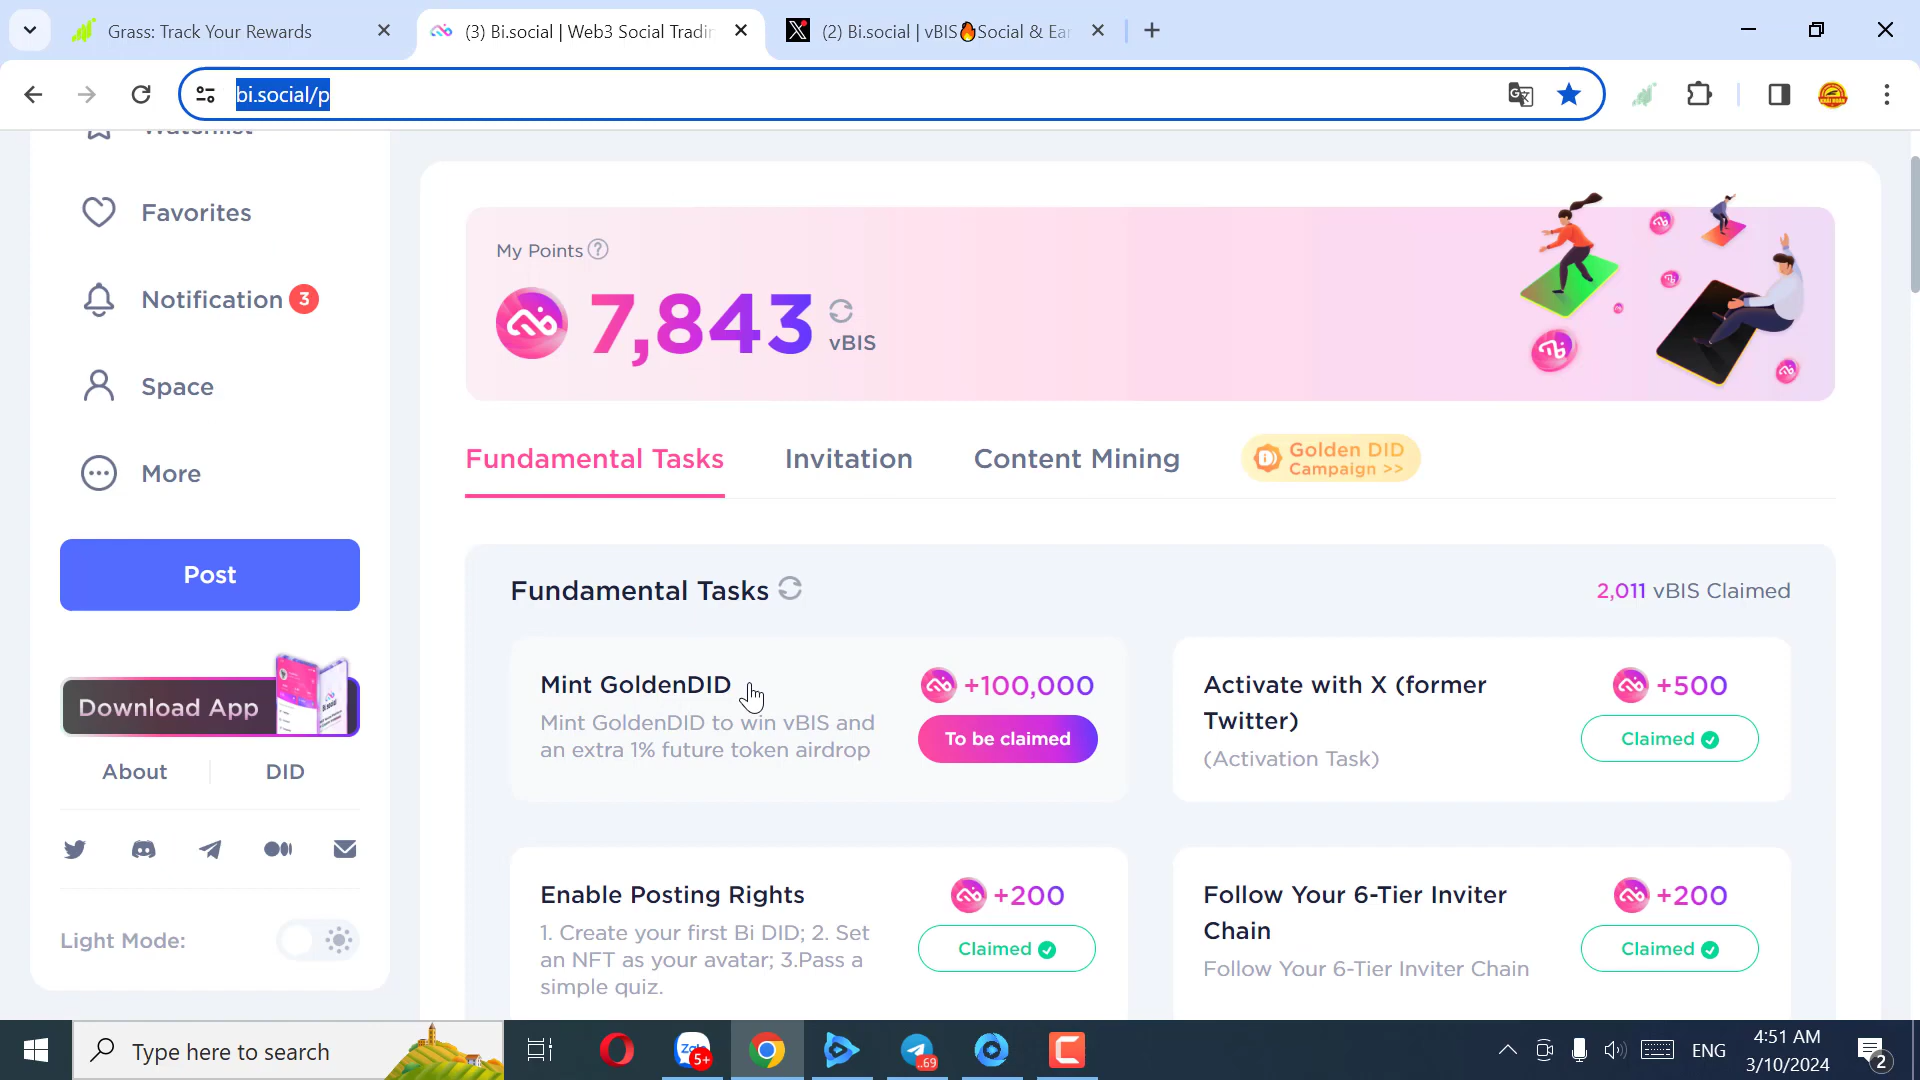 Grass: Track Your Rewards
(3) Bi.social | Web3 Social Tradin
(2) Bi.social | vBIS🔥Social & Ear
bi.social/p
Watchlist
Favorites
Notification 3
Space
More
Post
Download App
About
DID
Light Mode:
My Points ?
7,843
vBIS
Fundamental Tasks
Invitation
Content Mining
Golden DID
Campaign >>
Fundamental Tasks
2,011 vBIS Claimed
Mint GoldenDID
Mint GoldenDID to win vBIS and
an extra 1% future token airdrop
+100,000
To be claimed
Activate with X (former
Twitter)
(Activation Task)
+500
Claimed
Enable Posting Rights
1. Create your first Bi DID; 2. Set
an NFT as your avatar; 3.Pass a
simple quiz.
+200
Claimed
Follow Your 6-Tier Inviter
Chain
Follow Your 6-Tier Inviter Chain
+200
Claimed
Type here to search
5+
69
ENG
4:51 AM
3/10/2024
2